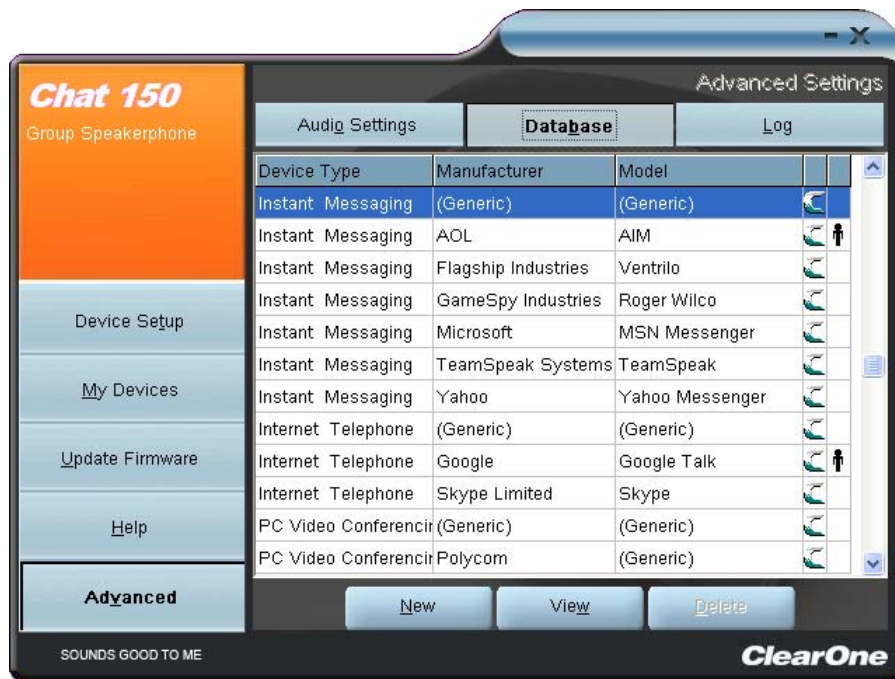 Chat 150
Group Speakerphone
Advanced Settings
Audio Settings Database Log
Device Type Manufacturer Model
Instant Messaging (Generic) (Generic)
Instant Messaging AOL AIM
Instant Messaging Flagship Industries Ventrilo
Instant Messaging GameSpy Industries Roger Wilco
Instant Messaging Microsoft MSN Messenger
Instant Messaging TeamSpeak Systems TeamSpeak
Instant Messaging Yahoo Yahoo Messenger
Internet Telephone (Generic) (Generic)
Internet Telephone Google Google Talk
Internet Telephone Skype Limited Skype
PC Video Conferencir (Generic) (Generic)
PC Video Conferencir Polycom (Generic)
Device Setup
My Devices
Update Firmware
Help
Advanced
New View Delete
SOUNDS GOOD TO ME
ClearOne